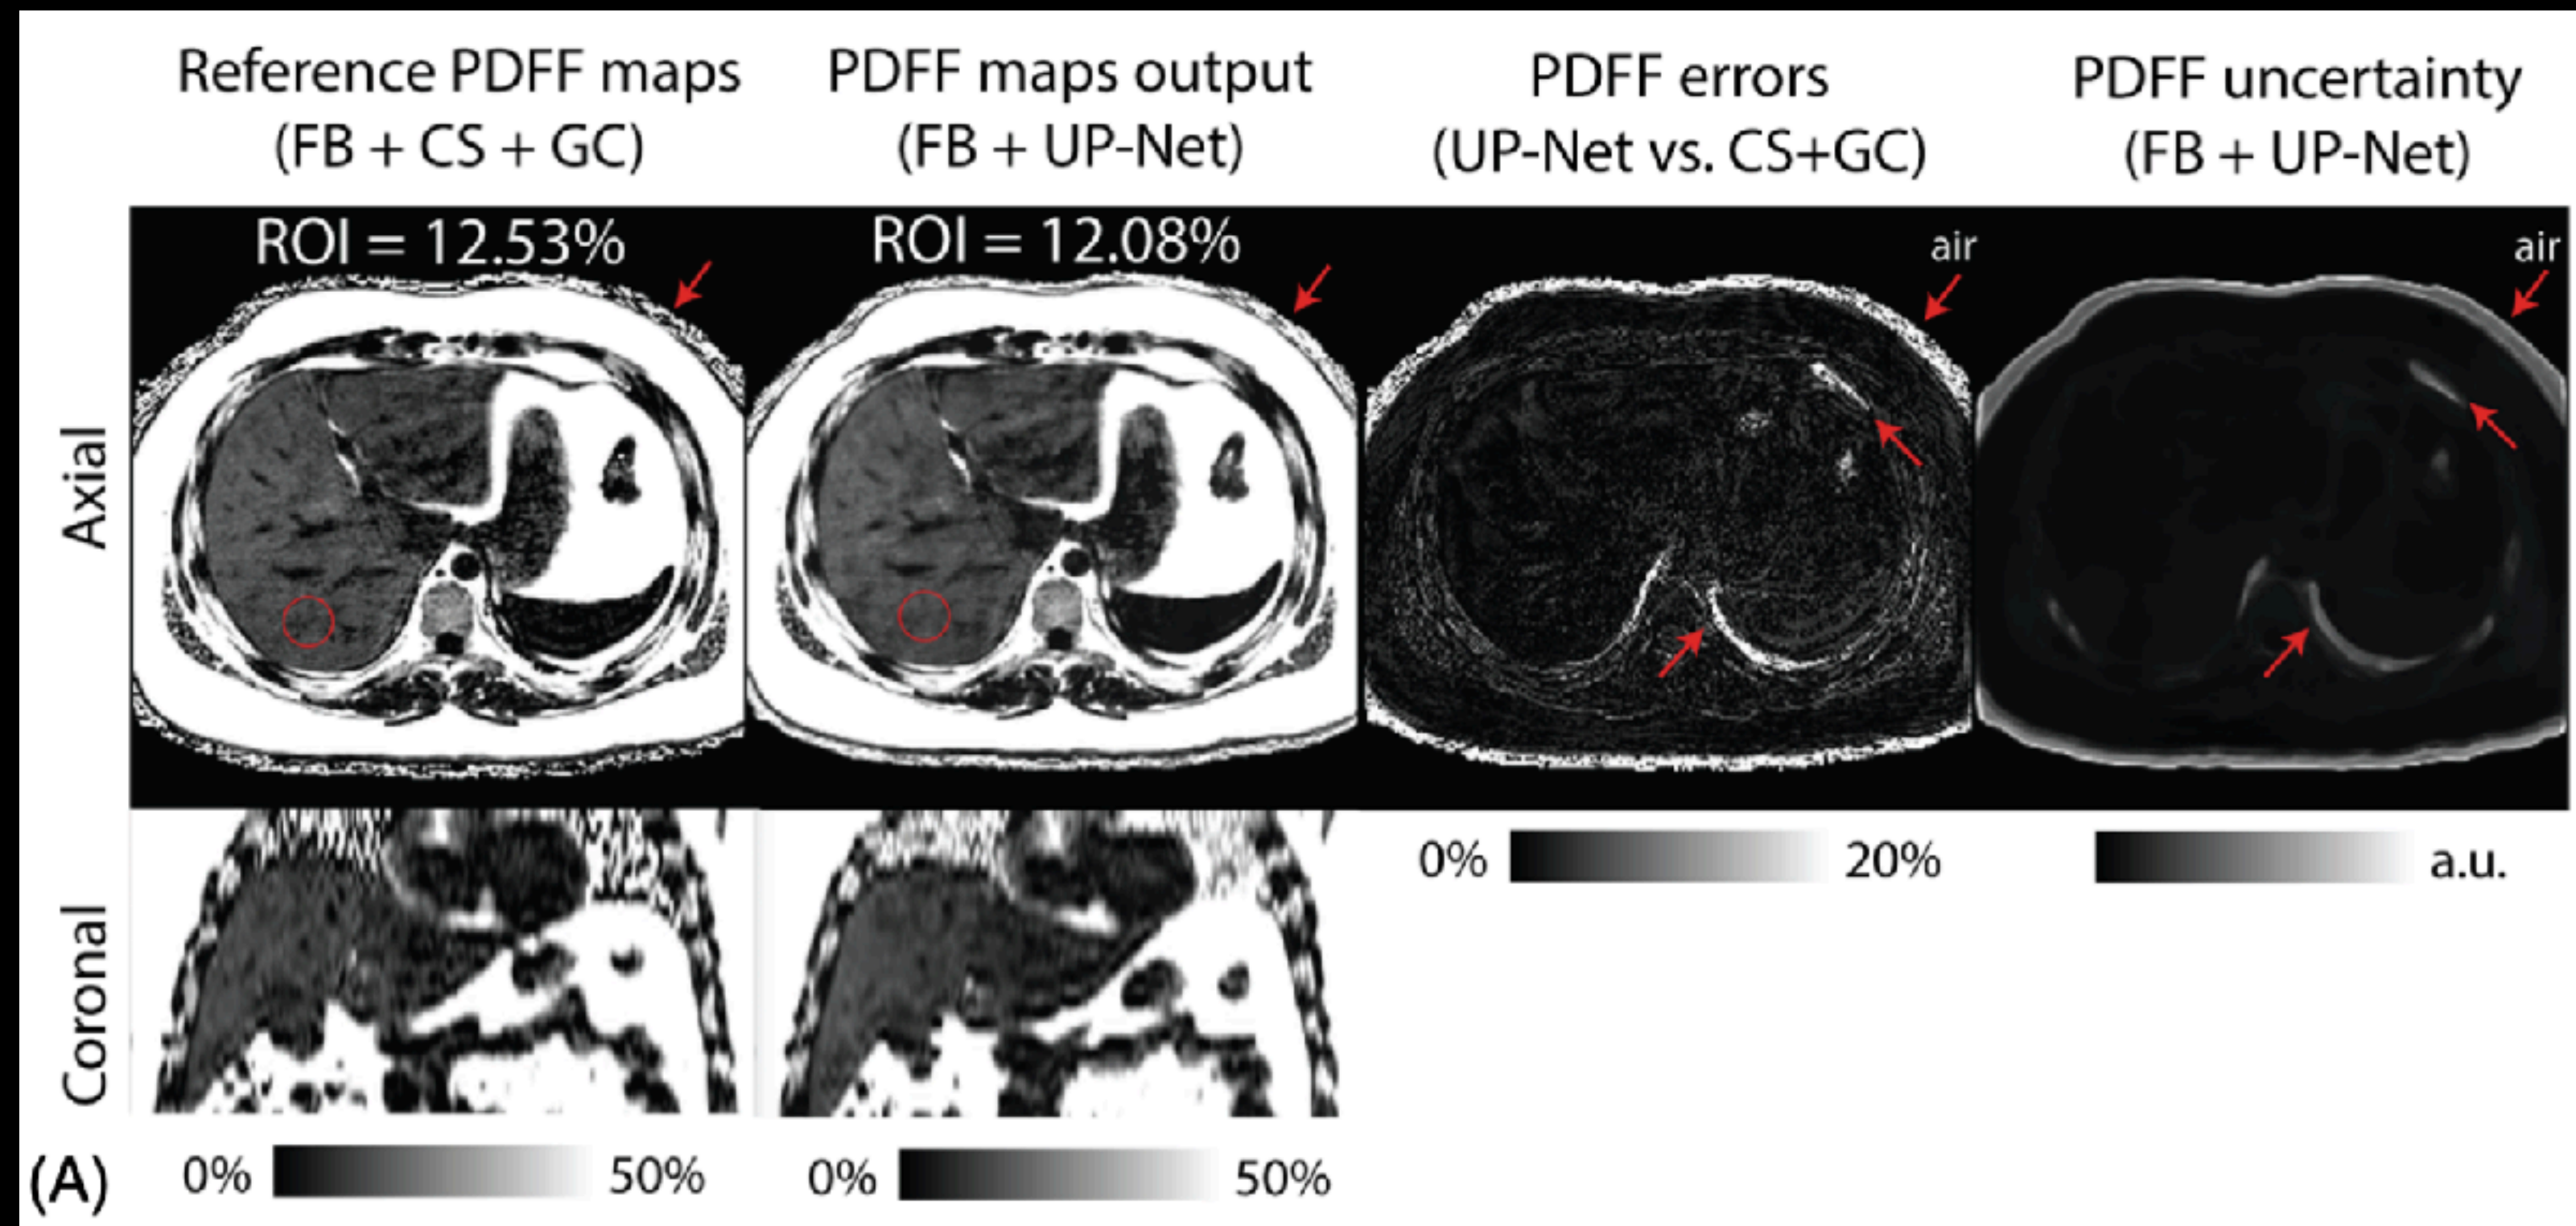 Reference PDFF maps
(FB + CS + GC)
PDFF maps output
(FB + UP-Net)
PDFF errors
(UP-Net vs. CS+GC)
PDFF uncertainty
(FB + UP-Net)
Axial
ROI = 12.53%
ROI = 12.08%
air
air
0%
20%
a.u.
Coronal
(A)
0%
50%
0%
50%